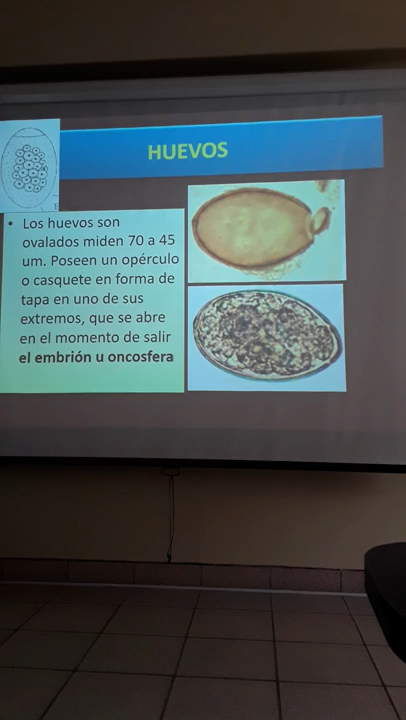 HUEVOS
• Los huevos son
ovalados miden 70 a 45
um. Poseen un opérculo
o casquete en forma de
tapa en uno de sus
extremos, que se abre
en el momento de salir
el embrión u oncosfera